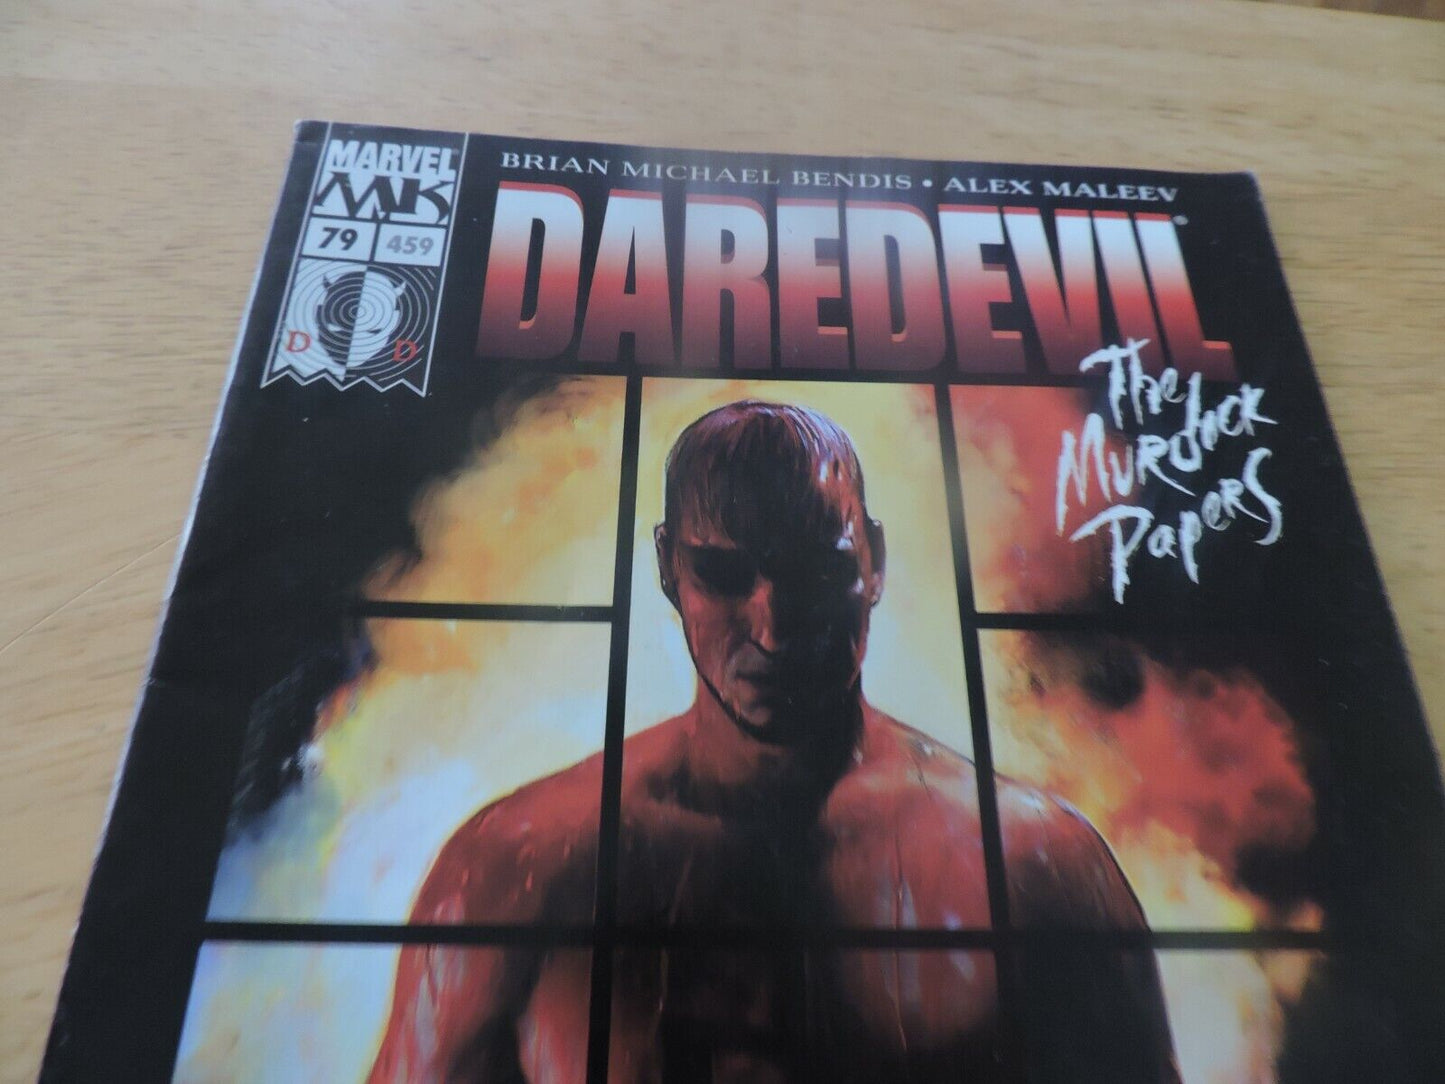 MARVEL
MK
79 459
D D
BRIAN MICHAEL BENDIS • ALEX MALEEV
DAREDEVIL®
The
MURdock
PapeRS